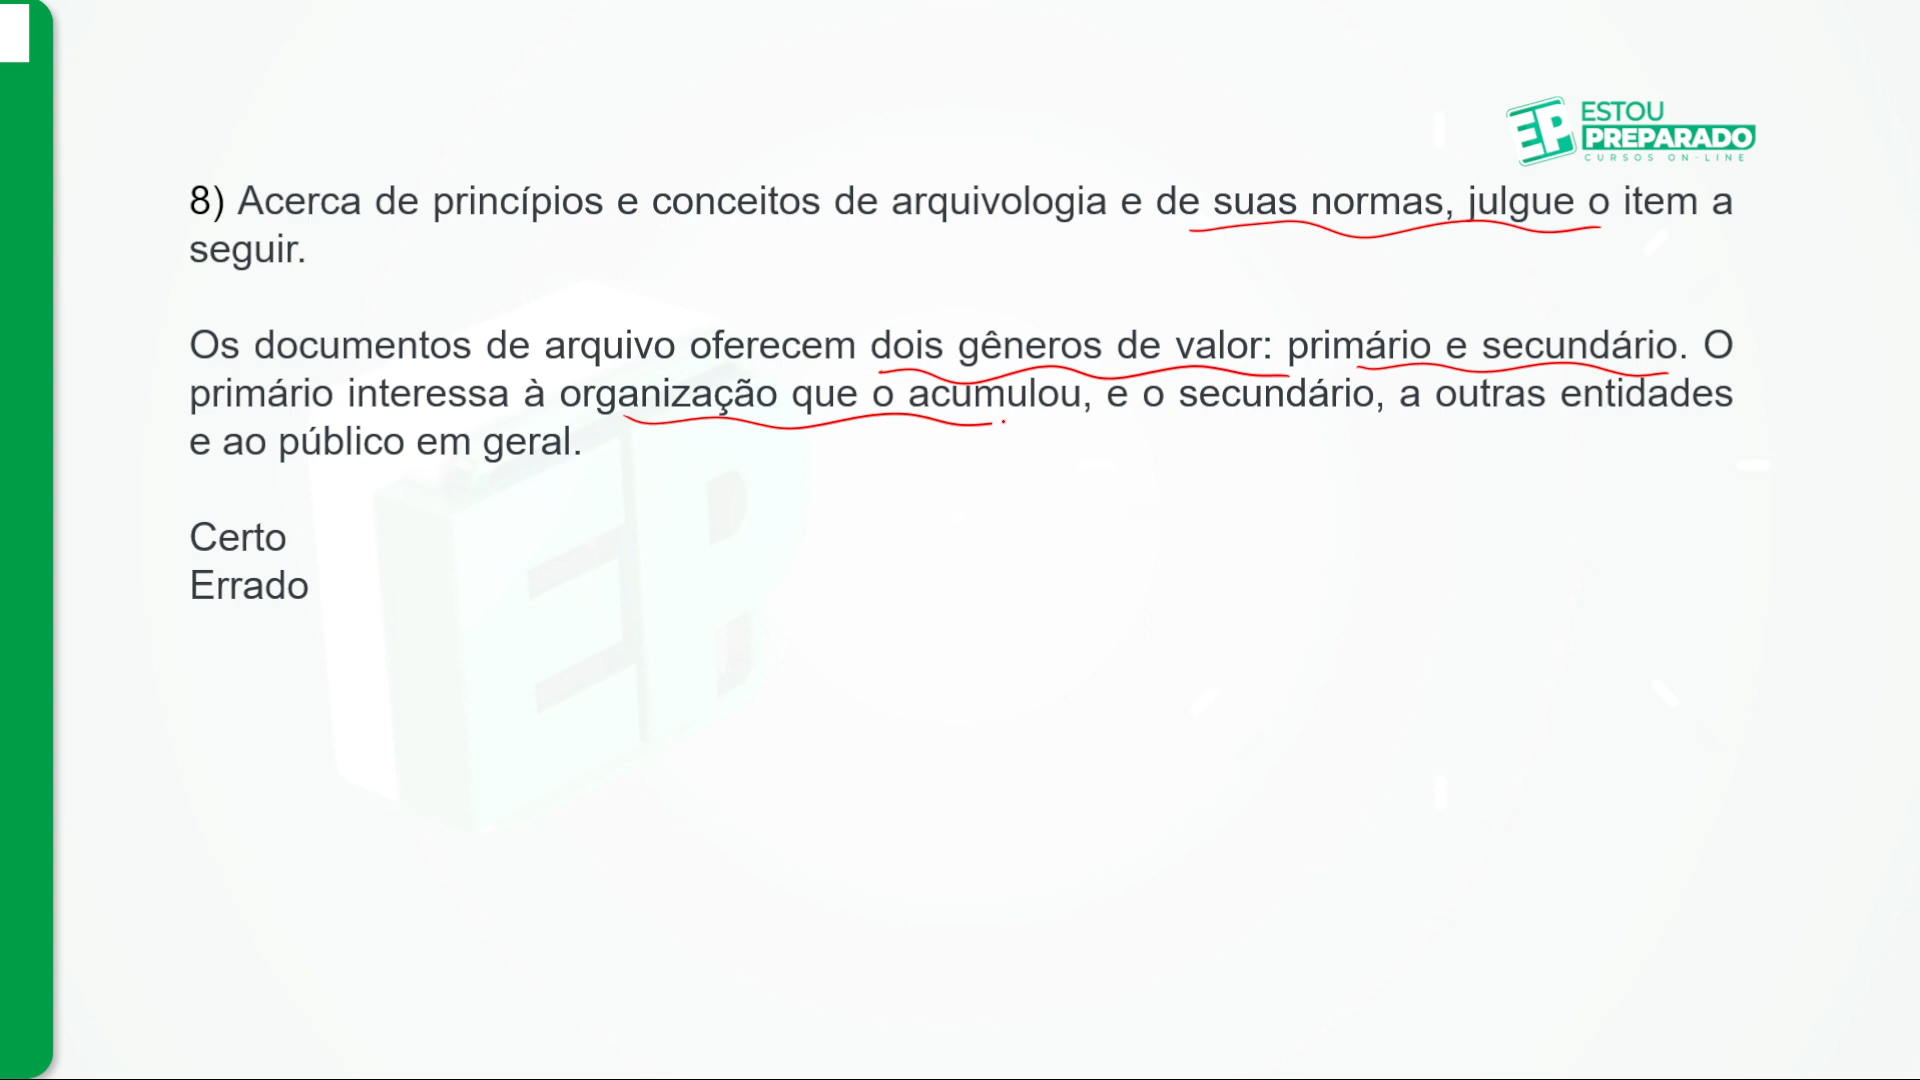 ESTOU
EP PREPARADO
CURSOS ON-LINE
8) Acerca de princípios e conceitos de arquivologia e de suas normas, julgue o item a
seguir.
Os documentos de arquivo oferecem dois gêneros de valor: primário e secundário. O
primário interessa à organização que o acumulou, e o secundário, a outras entidades
e ao público em geral.
Certo
Errado
EP